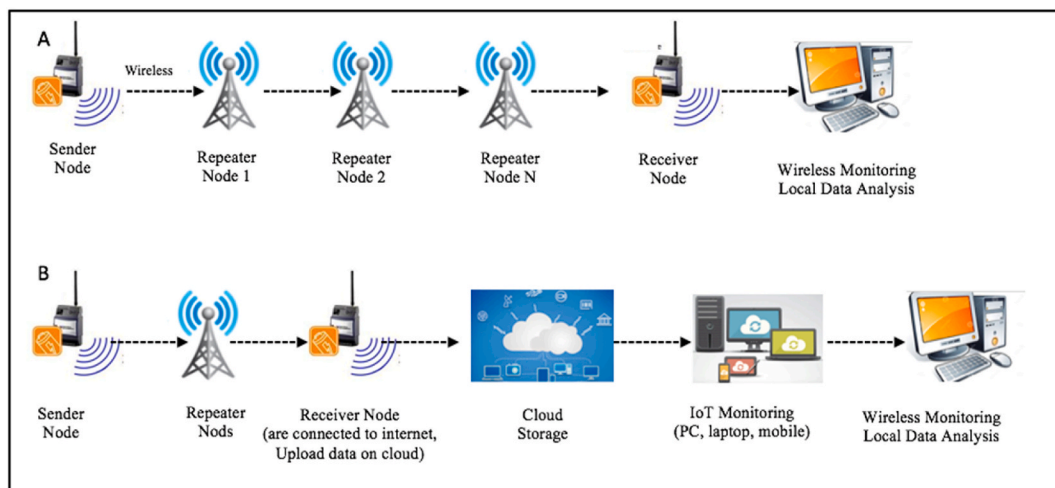 A
Wireless
e
Sender
Node
Repeater
Node 1
Repeater
Node 2
Repeater
Node N
Receiver
Node
Wireless Monitoring
Local Data Analysis
B
Sender
Node
Repeater
Nods
Receiver Node
(are connected to internet,
Upload data on cloud)
Cloud
Storage
IoT Monitoring
(PC, laptop, mobile)
Wireless Monitoring
Local Data Analysis